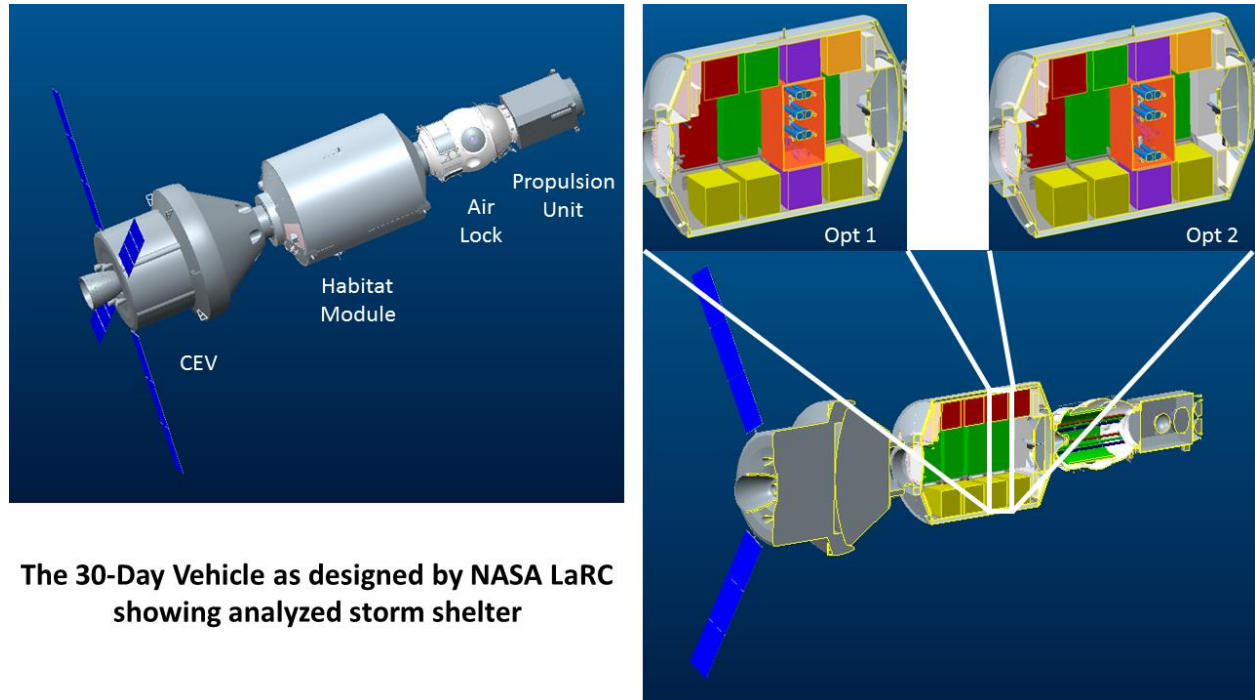 Propulsion
Unit
Air
Lock
Habitat
Module
CEV
Opt 1
Opt 2
The 30-Day Vehicle as designed by NASA LaRC
showing analyzed storm shelter